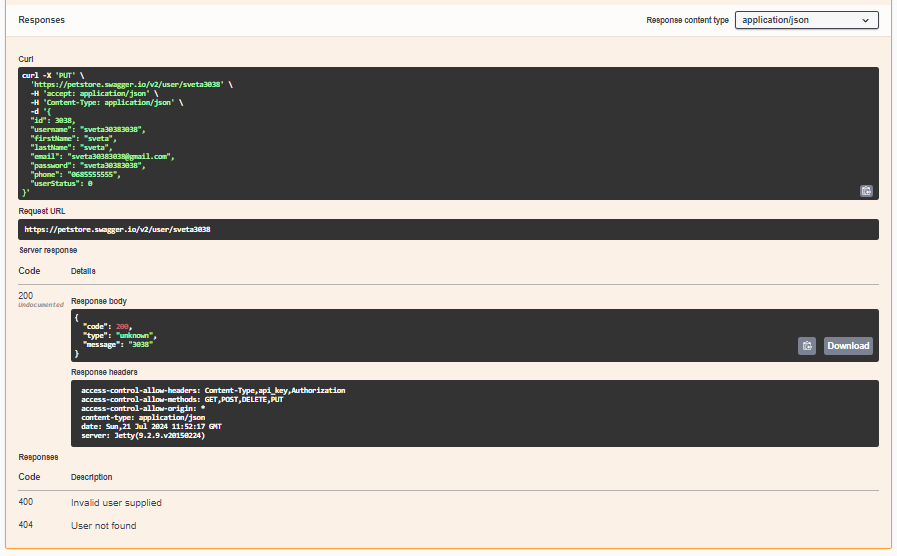 Responses
Response content type
application/json
Curl
curl -X 'PUT' \
  'https://petstore.swagger.io/v2/user/sveta3038' \
  -H 'accept: application/json' \
  -H 'Content-Type: application/json' \
  -d '{
  "id": 3038,
  "username": "sveta30383038",
  "firstName": "sveta",
  "lastName": "sveta",
  "email": "sveta30383038@gmail.com",
  "password": "sveta30383038",
  "phone": "0685555555",
  "userStatus": 0
}'
Request URL
https://petstore.swagger.io/v2/user/sveta3038
Server response
Code Details
200
Undocumented
Response body
{
  "code": 200,
  "type": "unknown",
  "message": "3038"
}
Download
Response headers
access-control-allow-headers: Content-Type,api_key,Authorization
access-control-allow-methods: GET,POST,DELETE,PUT
access-control-allow-origin: *
content-type: application/json
date: Sun,21 Jul 2024 11:52:17 GMT
server: Jetty(9.2.9.v20150224)
Responses
Code Description
400 Invalid user supplied
404 User not found